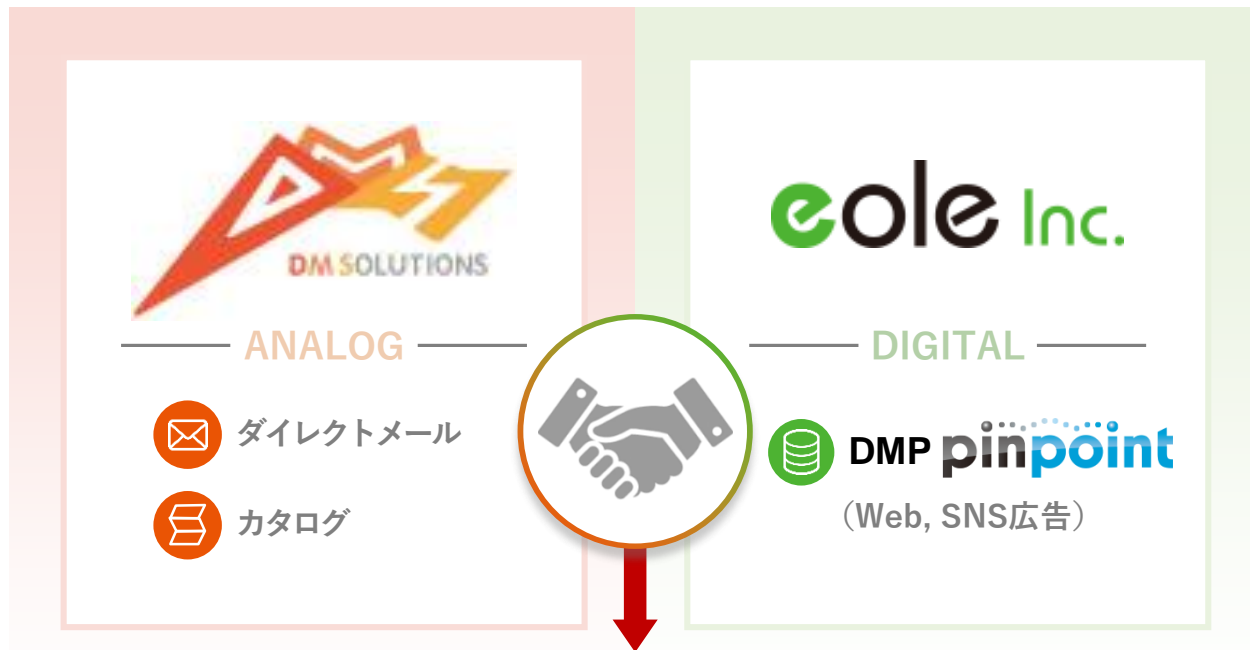 DM SOLUTIONS
ANALOG
ダイレクトメール
カタログ
eole Inc.
DIGITAL
DMP pinpoint
（Web, SNS広告）